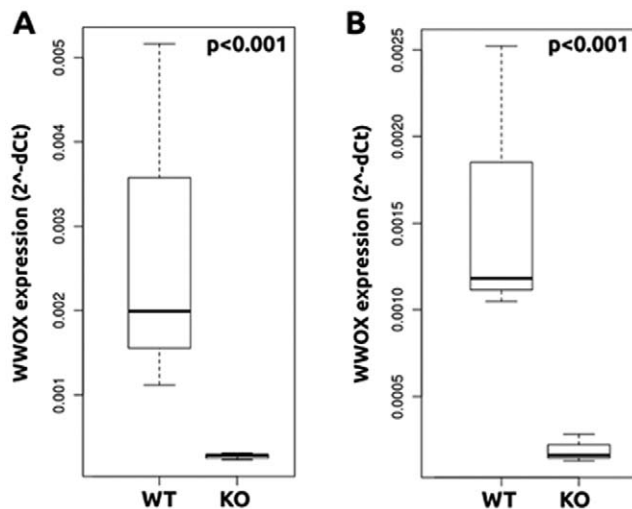 A
p<0.001
WWOX expression (2^-dCt)
0.005
0.004
0.003
0.002
0.001
WT KO
B
p<0.001
WWOX expression (2^-dCt)
0.0025
0.0020
0.0015
0.0010
0.0005
WT KO